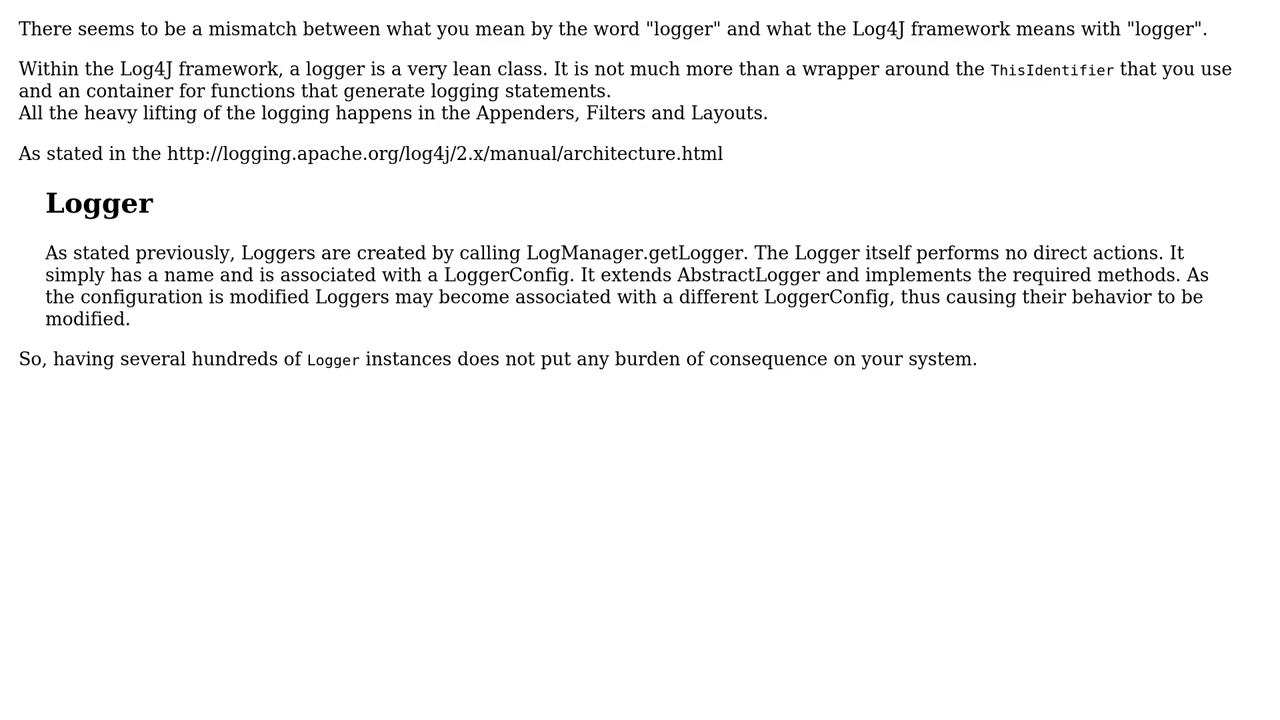 There seems to be a mismatch between what you mean by the word "logger" and what the Log4J framework means with "logger".
Within the Log4J framework, a logger is a very lean class. It is not much more than a wrapper around the ThisIdentifier that you use
and an container for functions that generate logging statements.
All the heavy lifting of the logging happens in the Appenders, Filters and Layouts.
As stated in the http://logging.apache.org/log4j/2.x/manual/architecture.html
Logger
As stated previously, Loggers are created by calling LogManager.getLogger. The Logger itself performs no direct actions. It
simply has a name and is associated with a LoggerConfig. It extends AbstractLogger and implements the required methods. As
the configuration is modified Loggers may become associated with a different LoggerConfig, thus causing their behavior to be
modified.
So, having several hundreds of Logger instances does not put any burden of consequence on your system.